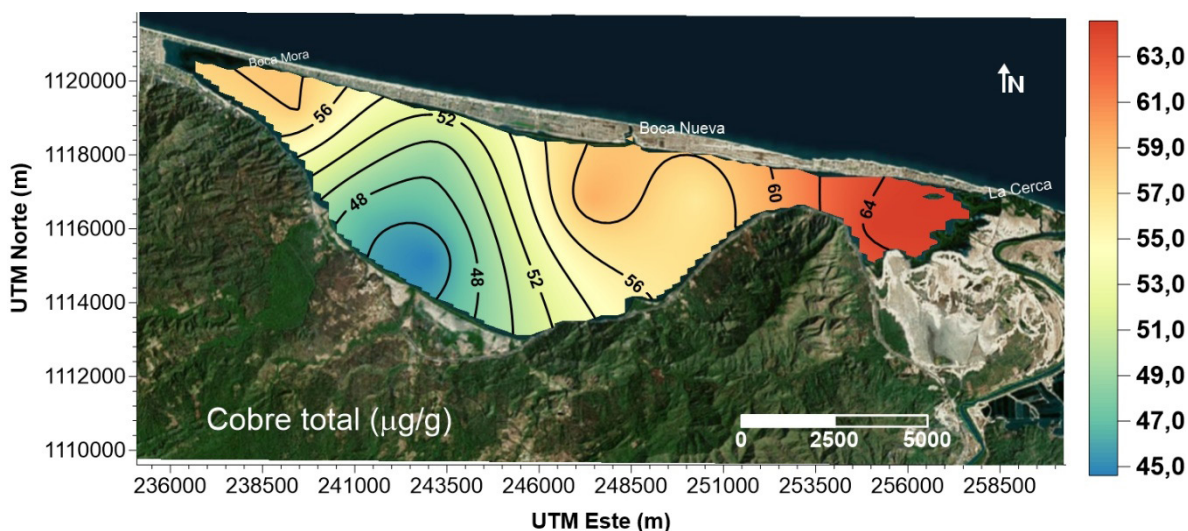 Boca Mora
N
Boca Nueva
La Cerca
56
52
48
48
52
56
60
64
Cobre total (μg/g)
0 2500 5000
UTM Norte (m)
1120000
1118000
1116000
1114000
1112000
1110000
236000 238500 241000 243500 246000 248500 251000 253500 256000 258500
UTM Este (m)
63,0
61,0
59,0
57,0
55,0
53,0
51,0
49,0
47,0
45,0